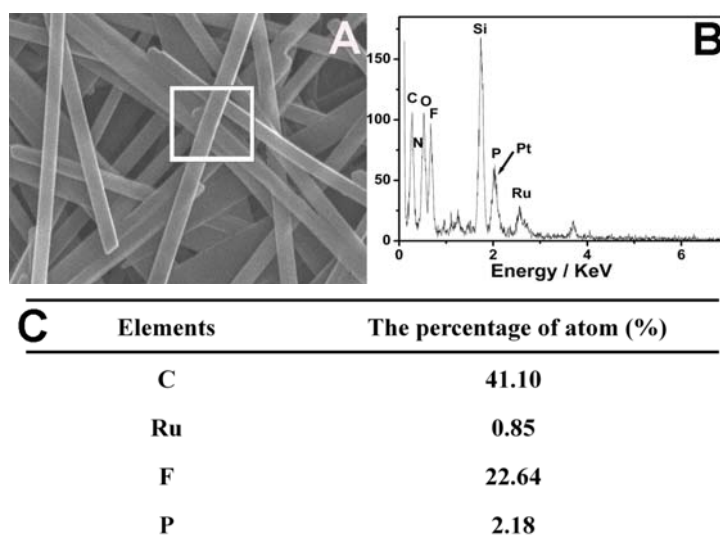 A
B
150
100
50
0
C
N
O
F
Si
P
Pt
Ru
0 2 4 6
Energy / KeV
C
Elements The percentage of atom (%)
C 41.10
Ru 0.85
F 22.64
P 2.18